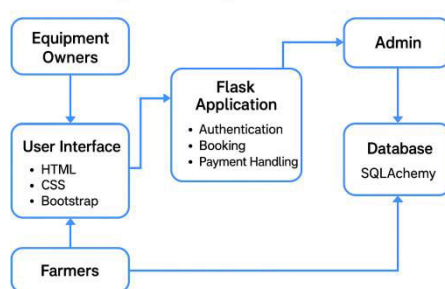 Equipment
Owners
User Interface
• HTML
• CSS
• Bootstrap
Farmers
Flask
Application
• Authentication
• Booking
• Payment Handling
Admin
Database
SQLAchemy